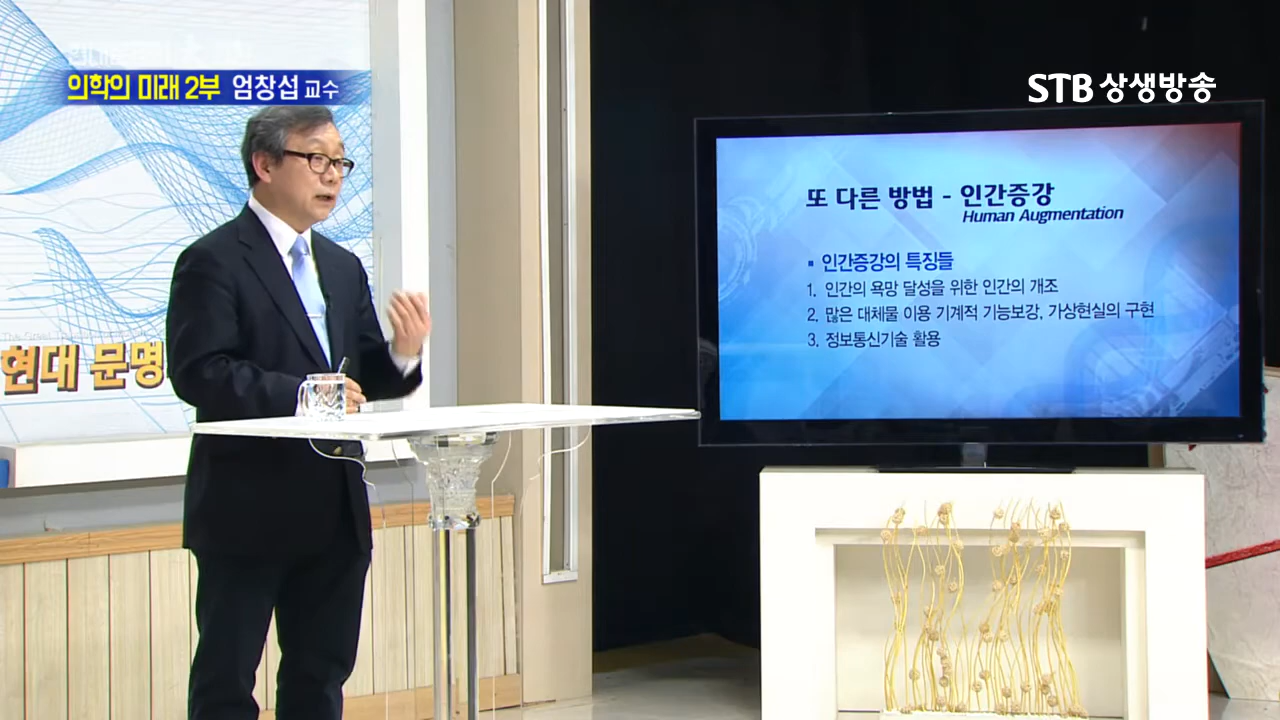 의학의 미래 2부 엄창섭 교수
STB 상생방송
현대 문명
또 다른 방법 - 인간증강
Human Augmentation
▪ 인간증강의 특징들
1. 인간의 욕망 달성을 위한 인간의 개조
2. 많은 대체물 이용 기계적 기능보강, 가상현실의 구현
3. 정보통신기술 활용